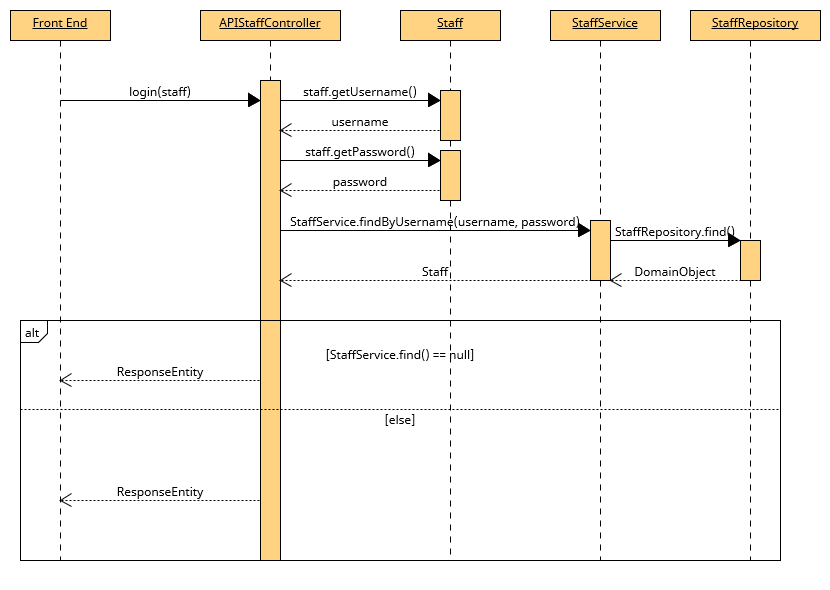 Front End
APIStaffController
Staff
StaffService
StaffRepository
login(staff)
staff.getUsername()
username
staff.getPassword()
password
StaffService.findByUsername(username, password)
StaffRepository.find()
Staff
DomainObject
alt
[StaffService.find() == null]
ResponseEntity
[else]
ResponseEntity